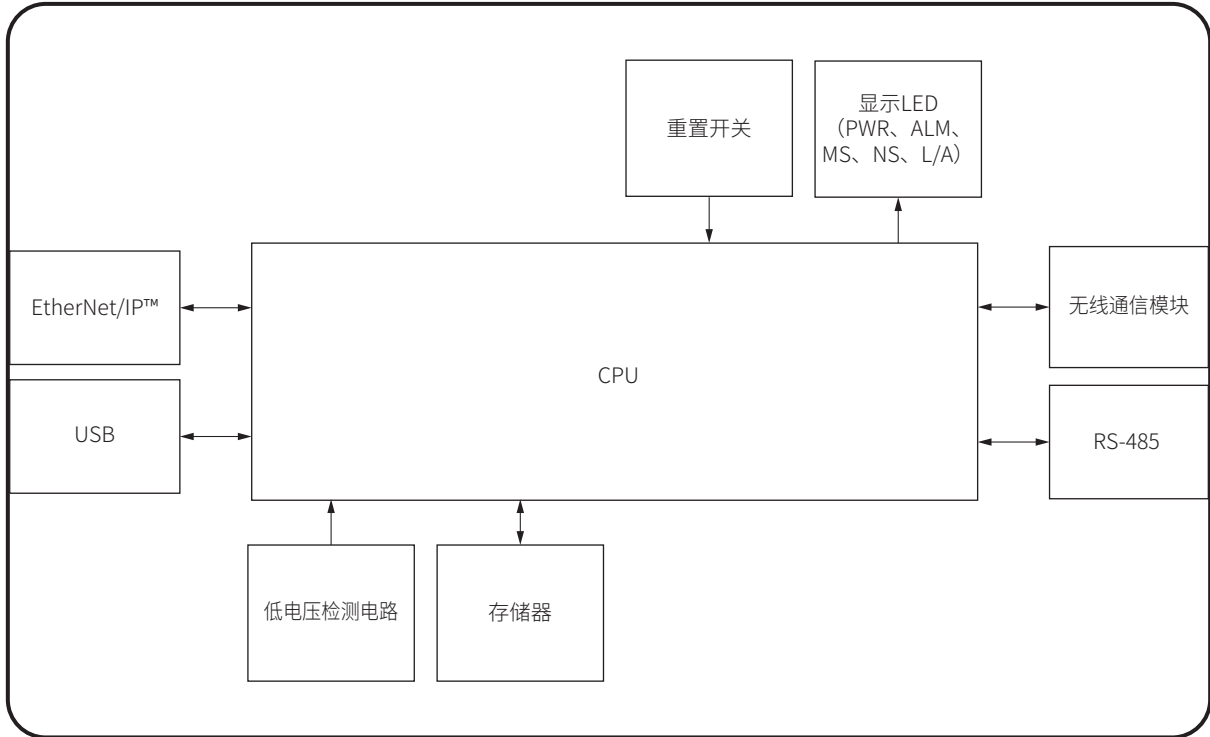 重置开关
显示LED
（PWR、ALM、
MS、NS、L/A）
EtherNet/IP™
无线通信模块
CPU
USB
RS-485
低电压检测电路
存储器